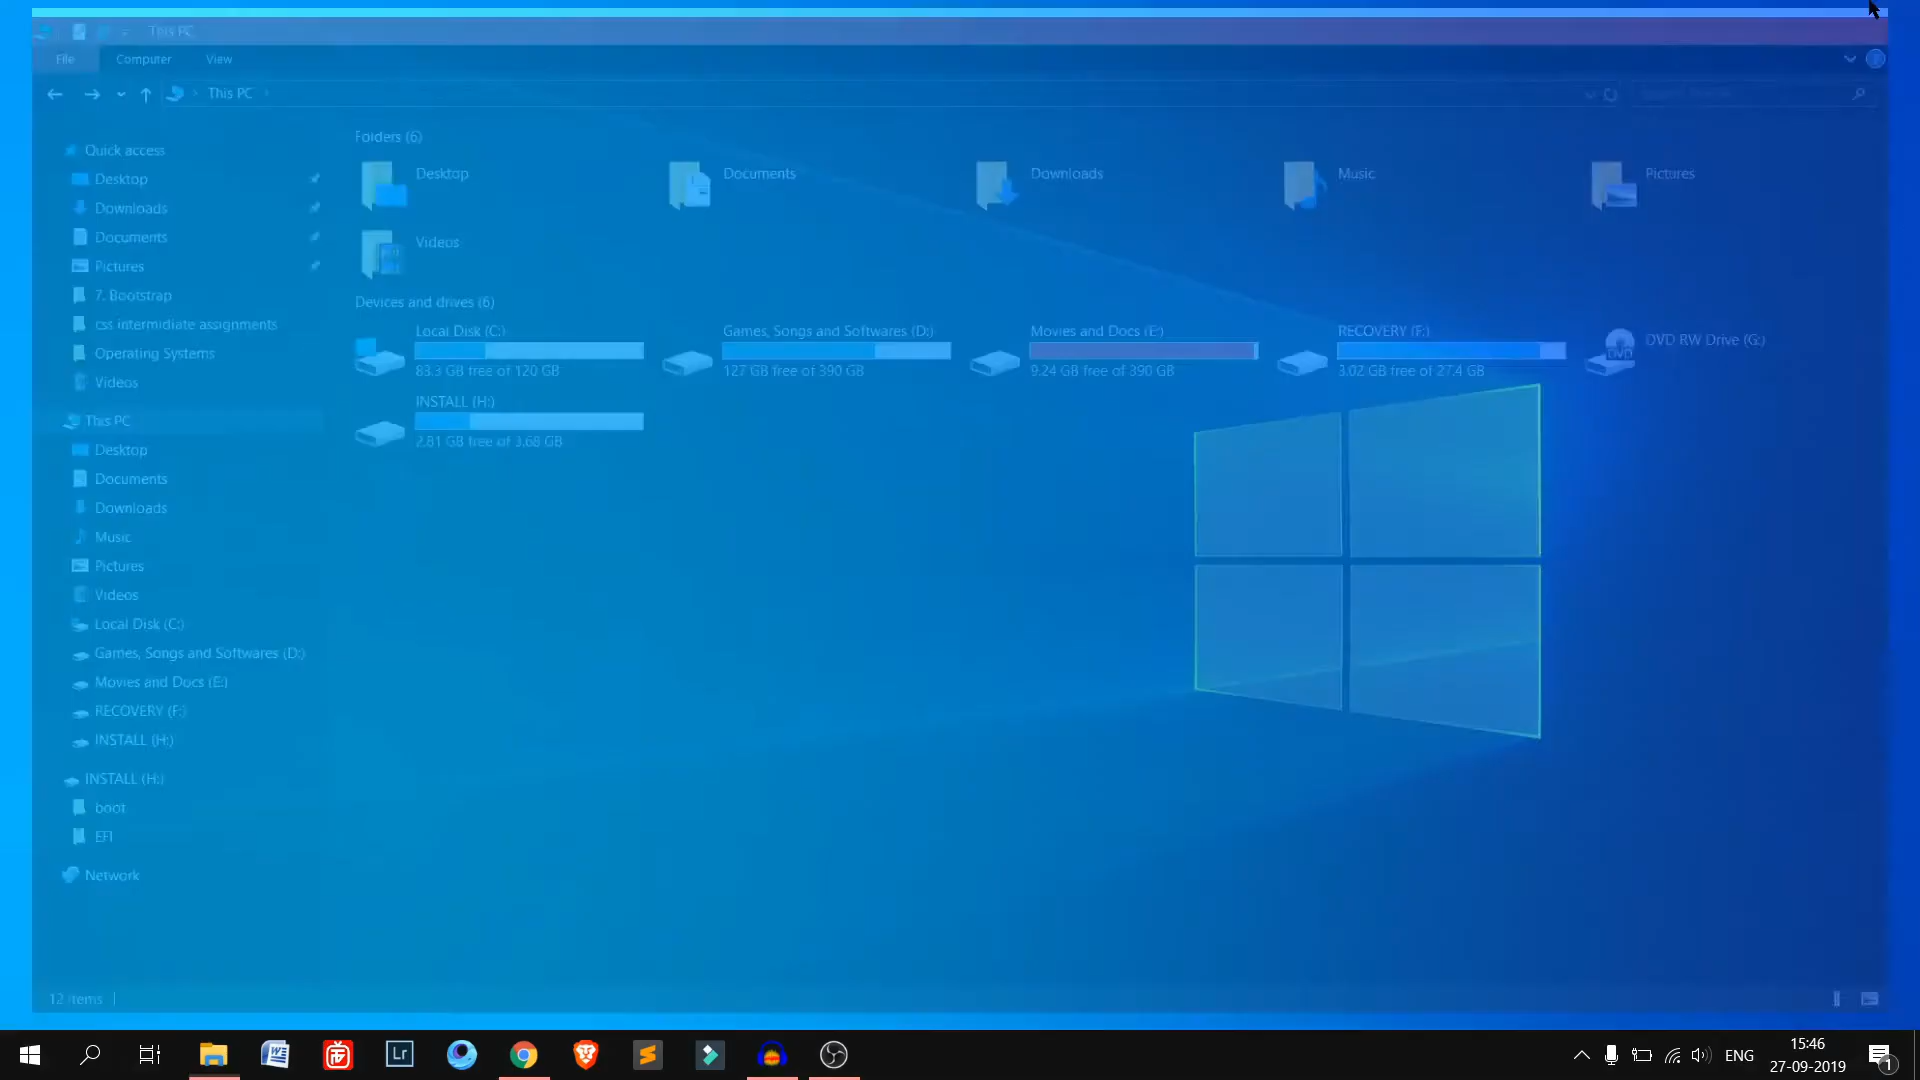 This PC
File Computer View
This PC
Quick access
Desktop
Downloads
Documents
Pictures
7. Bootstrap
css intermidiate assignments
Operating Systems
Videos
This PC
Desktop
Documents
Downloads
Music
Pictures
Videos
Local Disk (C:)
Games, Songs and Softwares (D:)
Movies and Docs (E:)
RECOVERY (F:)
INSTALL (H:)
INSTALL (H:)
boot
EFI
Network
Folders (6)
Desktop
Documents
Downloads
Music
Pictures
Videos
Devices and drives (6)
Local Disk (C:)
83.3 GB free of 120 GB
Games, Songs and Softwares (D:)
127 GB free of 390 GB
Movies and Docs (E:)
9.24 GB free of 390 GB
RECOVERY (F:)
3.02 GB free of 27.4 GB
DVD
DVD RW Drive (G:)
INSTALL (H:)
2.81 GB free of 3.68 GB
12 items
W
Lr
ENG
15:46
27-09-2019
1